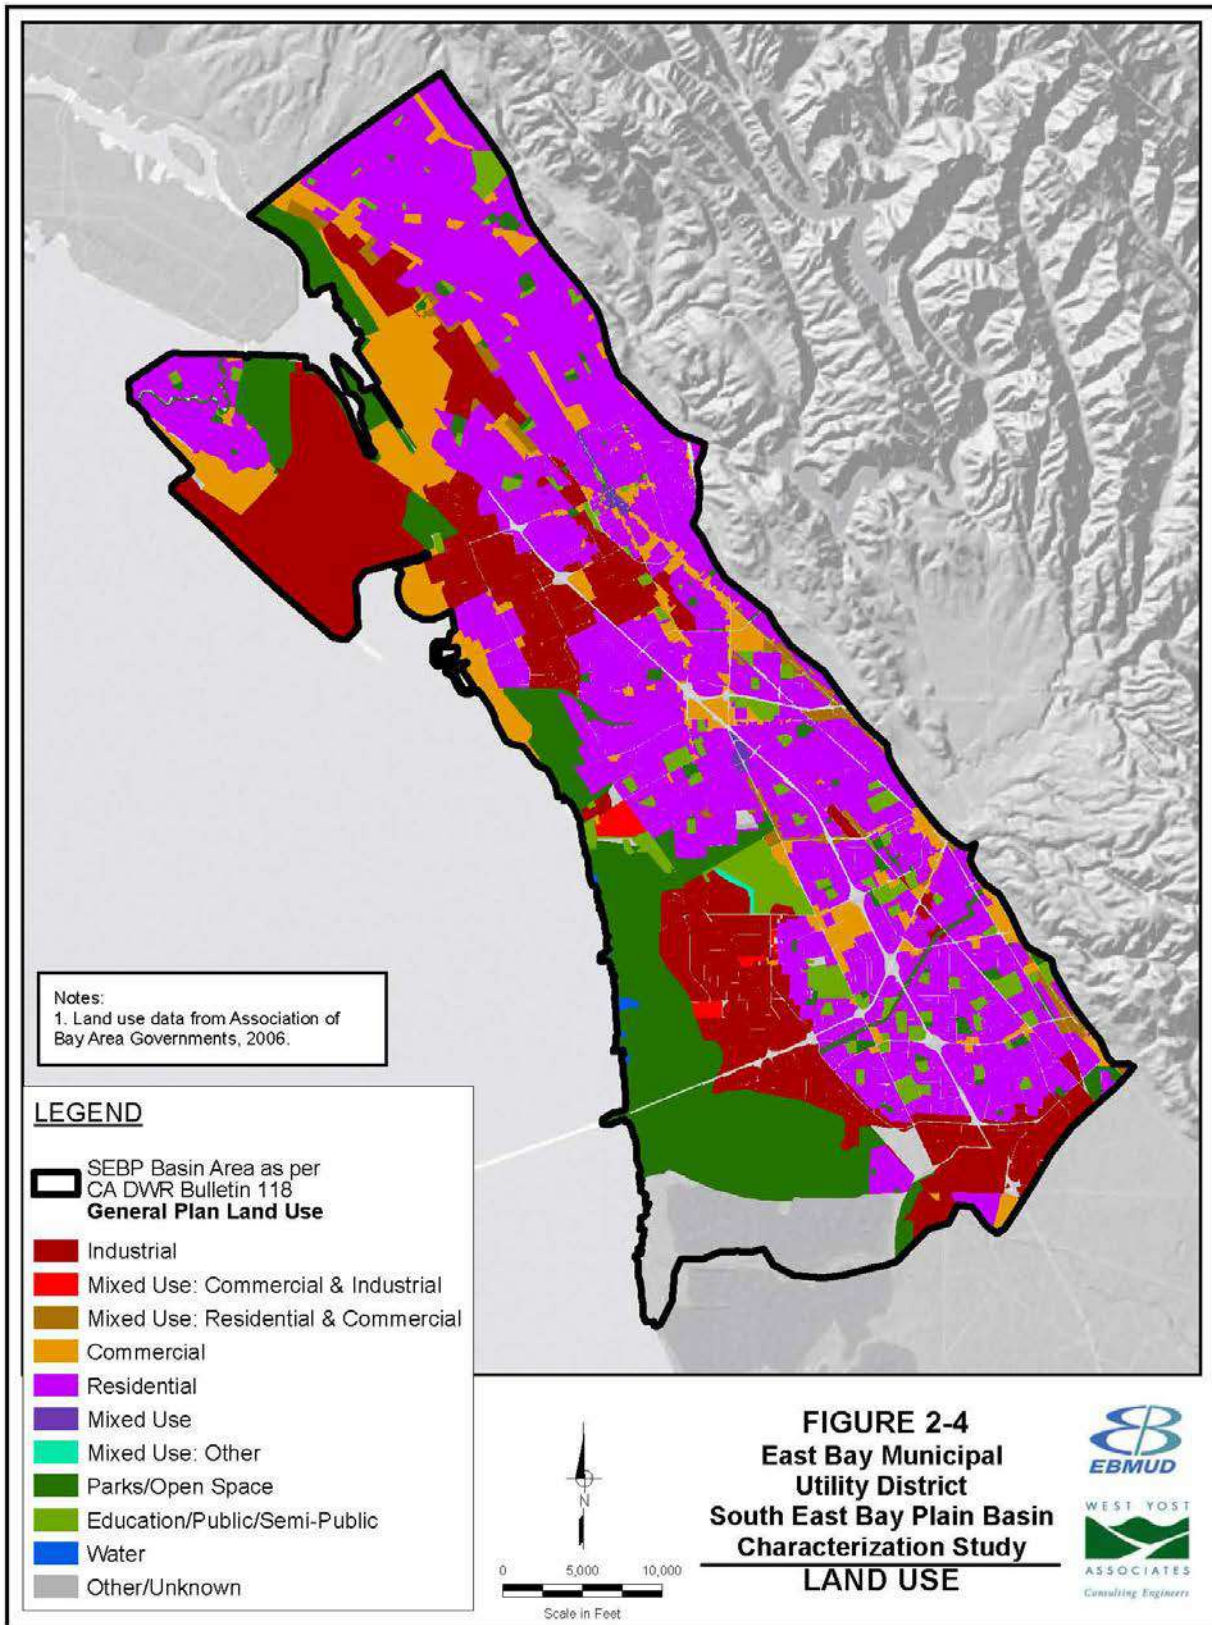 Notes:
1. Land use data from Association of
Bay Area Governments, 2006.
LEGEND
SEBP Basin Area as per
CA DWR Bulletin 118
General Plan Land Use
Industrial
Mixed Use: Commercial & Industrial
Mixed Use: Residential & Commercial
Commercial
Residential
Mixed Use
Mixed Use: Other
Parks/Open Space
Education/Public/Semi-Public
Water
Other/Unknown
N
0 5,000 10,000
Scale in Feet
FIGURE 2-4
East Bay Municipal
Utility District
South East Bay Plain Basin
Characterization Study
LAND USE
EBMUD
WEST YOST
ASSOCIATES
Consulting Engineers